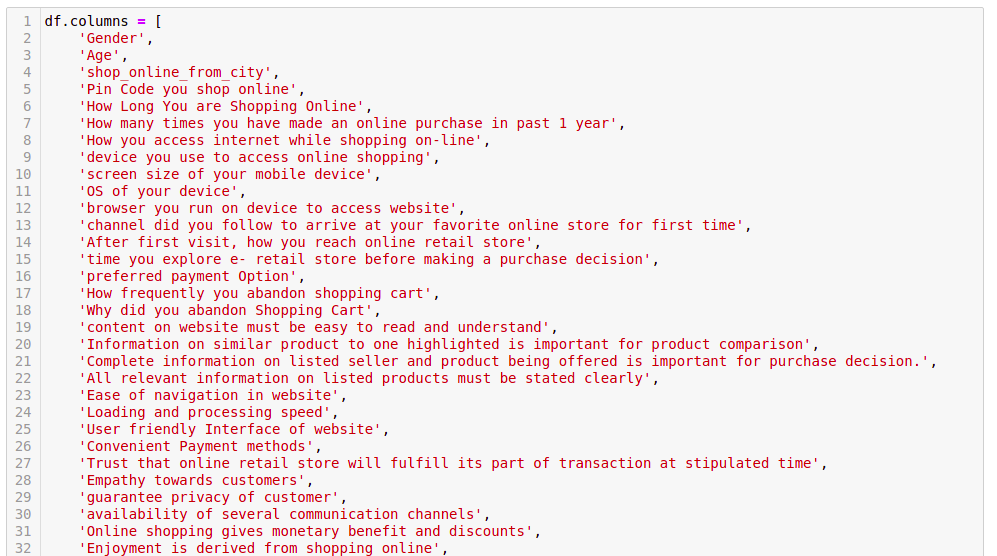 1 df.columns = [
2 'Gender',
3 'Age',
4 'shop_online_from_city',
5 'Pin Code you shop online',
6 'How Long You are Shopping Online',
7 'How many times you have made an online purchase in past 1 year',
8 'How you access internet while shopping on-line',
9 'device you use to access online shopping',
10 'screen size of your mobile device',
11 'OS of your device',
12 'browser you run on device to access website',
13 'channel did you follow to arrive at your favorite online store for first time',
14 'After first visit, how you reach online retail store',
15 'time you explore e- retail store before making a purchase decision',
16 'preferred payment Option',
17 'How frequently you abandon shopping cart',
18 'Why did you abandon Shopping Cart',
19 'content on website must be easy to read and understand',
20 'Information on similar product to one highlighted is important for product comparison',
21 'Complete information on listed seller and product being offered is important for purchase decision.',
22 'All relevant information on listed products must be stated clearly',
23 'Ease of navigation in website',
24 'Loading and processing speed',
25 'User friendly Interface of website',
26 'Convenient Payment methods',
27 'Trust that online retail store will fulfill its part of transaction at stipulated time',
28 'Empathy towards customers',
29 'guarantee privacy of customer',
30 'availability of several communication channels',
31 'Online shopping gives monetary benefit and discounts',
32 'Enjoyment is derived from shopping online',